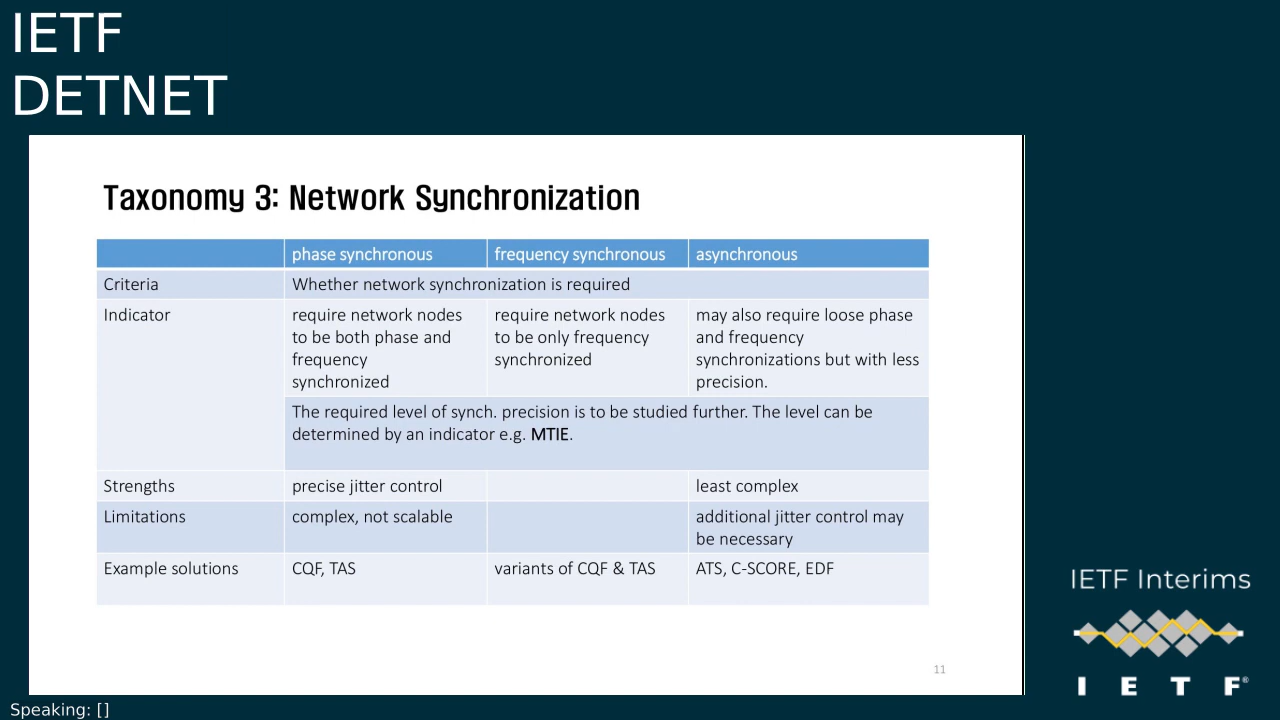 IETF
DETNET
Taxonomy 3: Network Synchronization
phase synchronous
frequency synchronous
asynchronous
Criteria
Whether network synchronization is required
Indicator
require network nodes
to be both phase and
frequency
synchronized
require network nodes
to be only frequency
synchronized
may also require loose phase
and frequency
synchronizations but with less
precision.
The required level of synch. precision is to be studied further. The level can be
determined by an indicator e.g. MTIE.
Strengths
precise jitter control
least complex
Limitations
complex, not scalable
additional jitter control may
be necessary
Example solutions
CQF, TAS
variants of CQF & TAS
ATS, C-SCORE, EDF
11
IETF Interims
I E T F®
Speaking: []